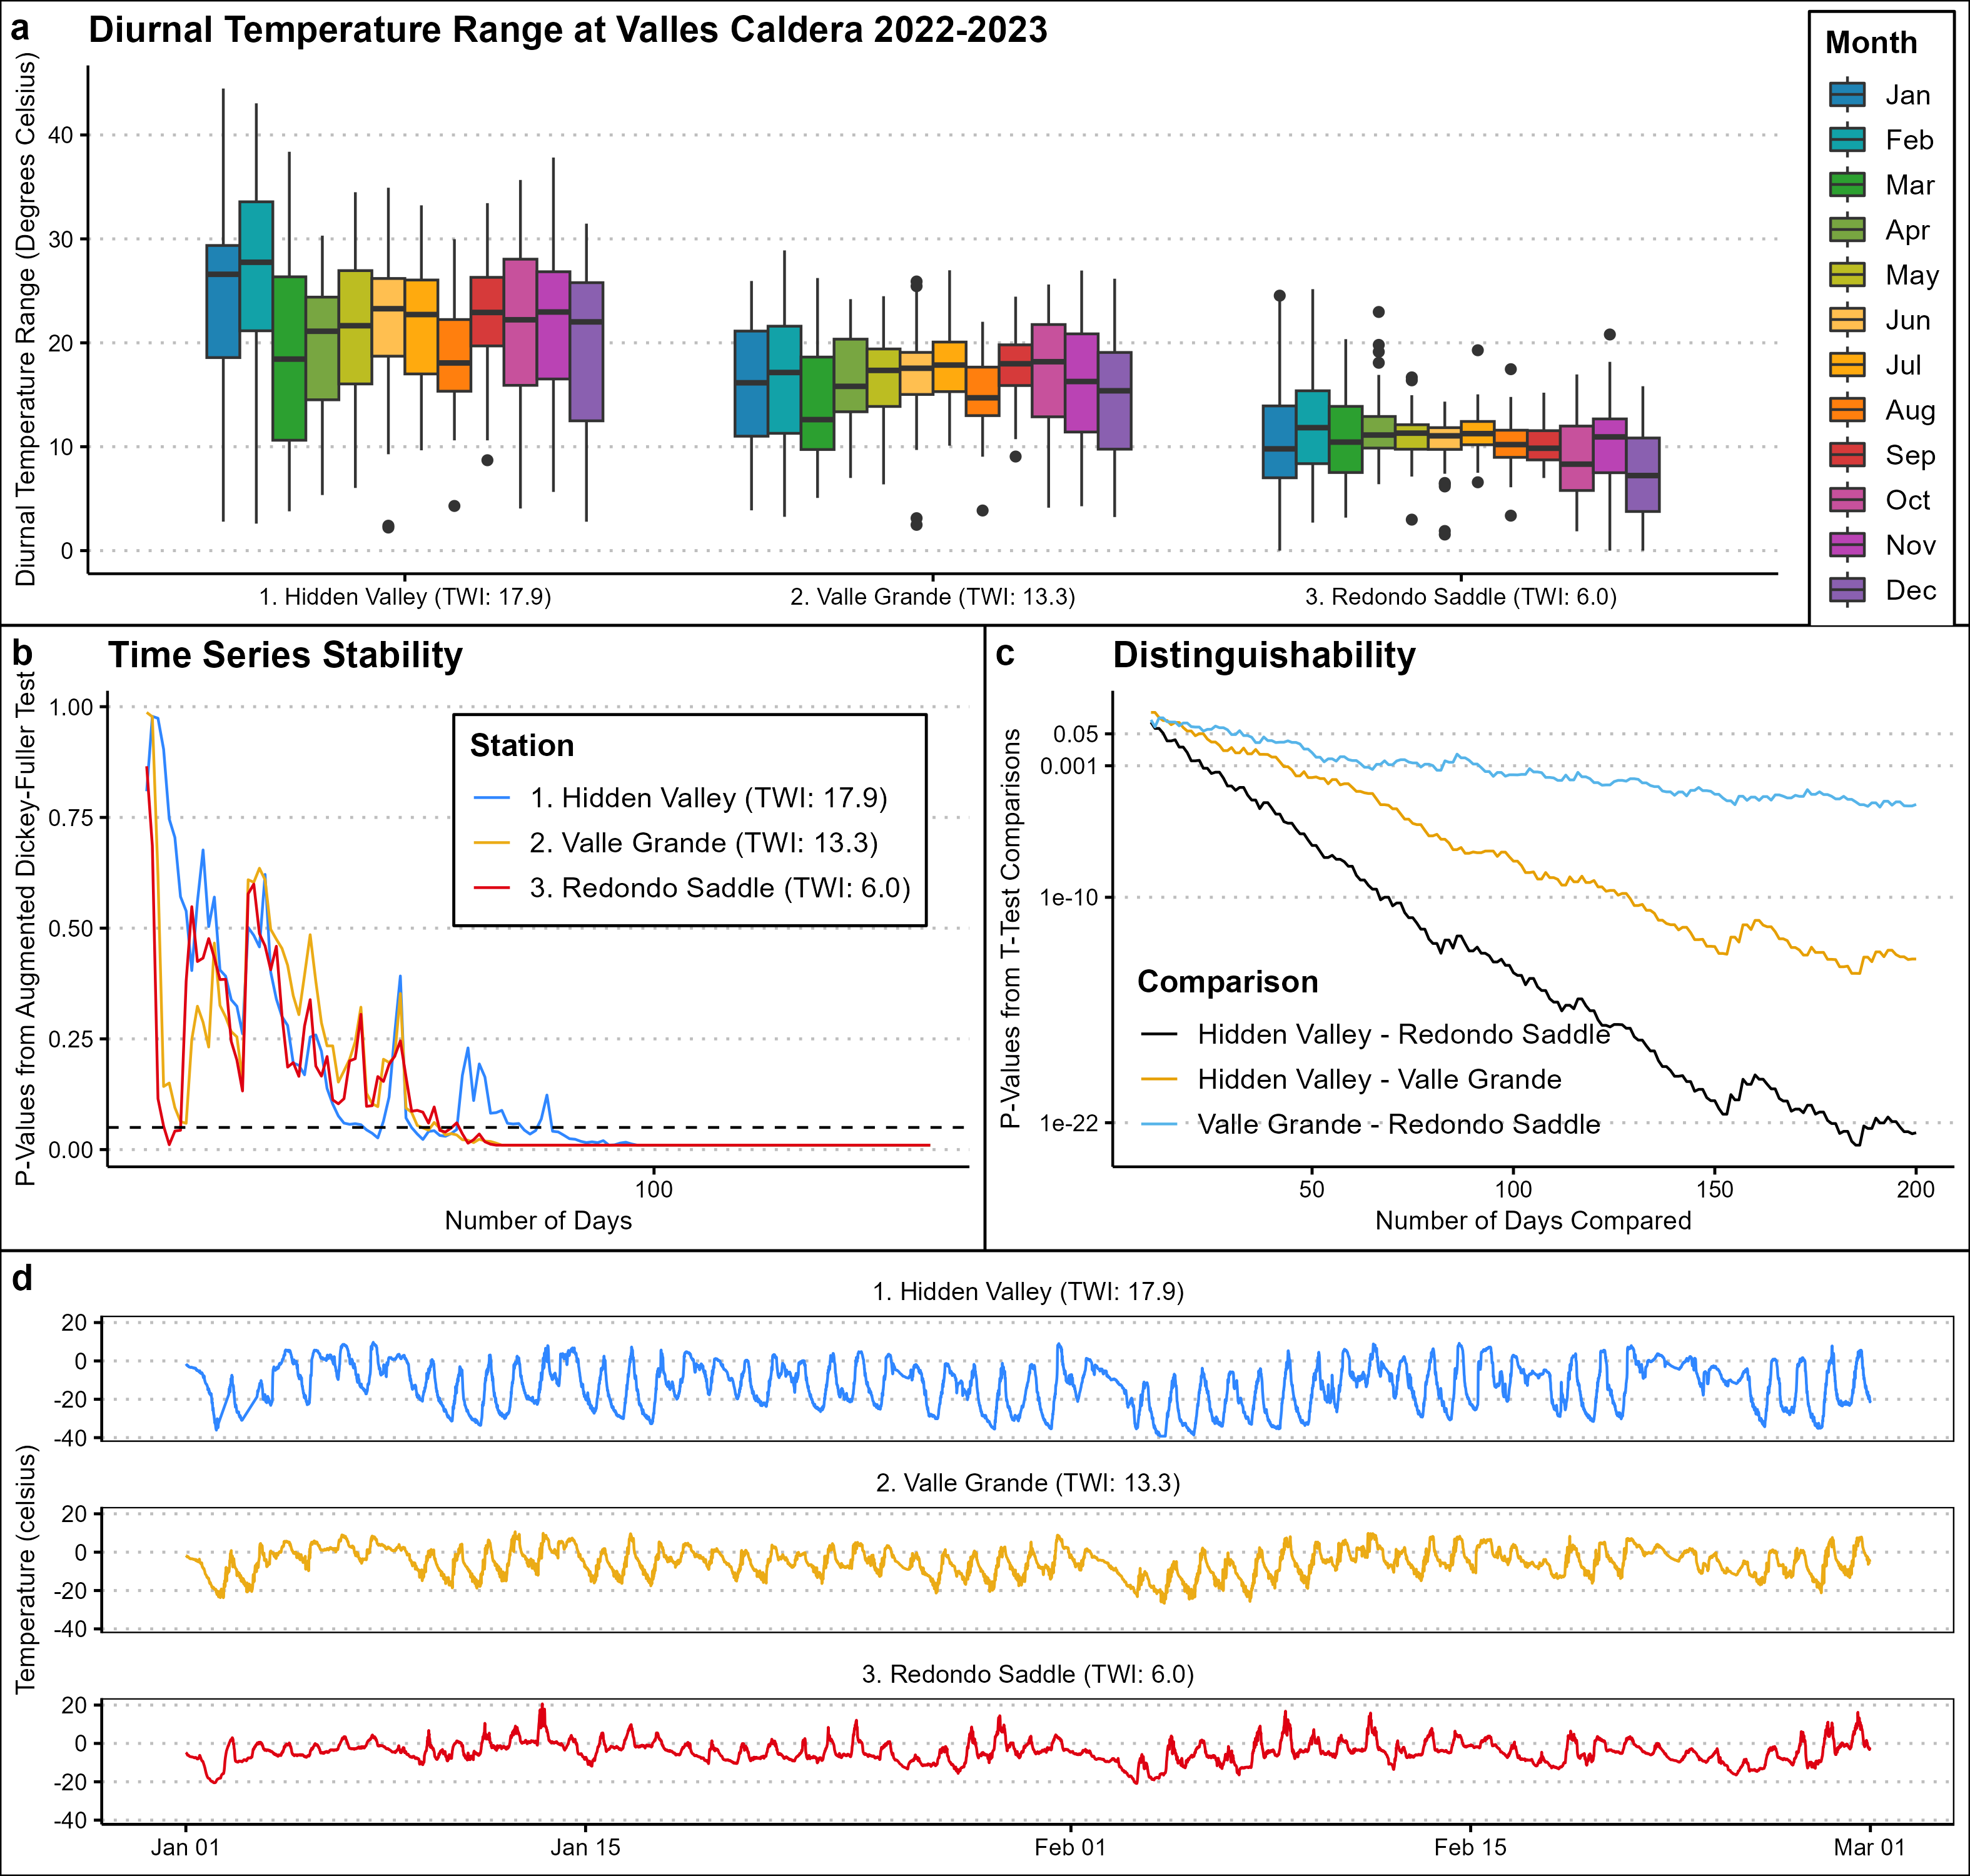 a
Diurnal Temperature Range at Valles Caldera 2022-2023
Diurnal Temperature Range (Degrees Celsius)
40
30
20
10
0
1. Hidden Valley (TWI: 17.9)
2. Valle Grande (TWI: 13.3)
3. Redondo Saddle (TWI: 6.0)
Month
Jan
Feb
Mar
Apr
May
Jun
Jul
Aug
Sep
Oct
Nov
Dec
b
Time Series Stability
P-Values from Augmented Dickey-Fuller Test
1.00
0.75
0.50
0.25
0.00
Station
1. Hidden Valley (TWI: 17.9)
2. Valle Grande (TWI: 13.3)
3. Redondo Saddle (TWI: 6.0)
100
Number of Days
c
Distinguishability
P-Values from T-Test Comparisons
0.05
0.001
1e-10
1e-22
Comparison
Hidden Valley - Redondo Saddle
Hidden Valley - Valle Grande
Valle Grande - Redondo Saddle
50
100
150
200
Number of Days Compared
d
Temperature (celsius)
1. Hidden Valley (TWI: 17.9)
20
0
-20
-40
2. Valle Grande (TWI: 13.3)
20
0
-20
-40
3. Redondo Saddle (TWI: 6.0)
20
0
-20
-40
Jan 01
Jan 15
Feb 01
Feb 15
Mar 01